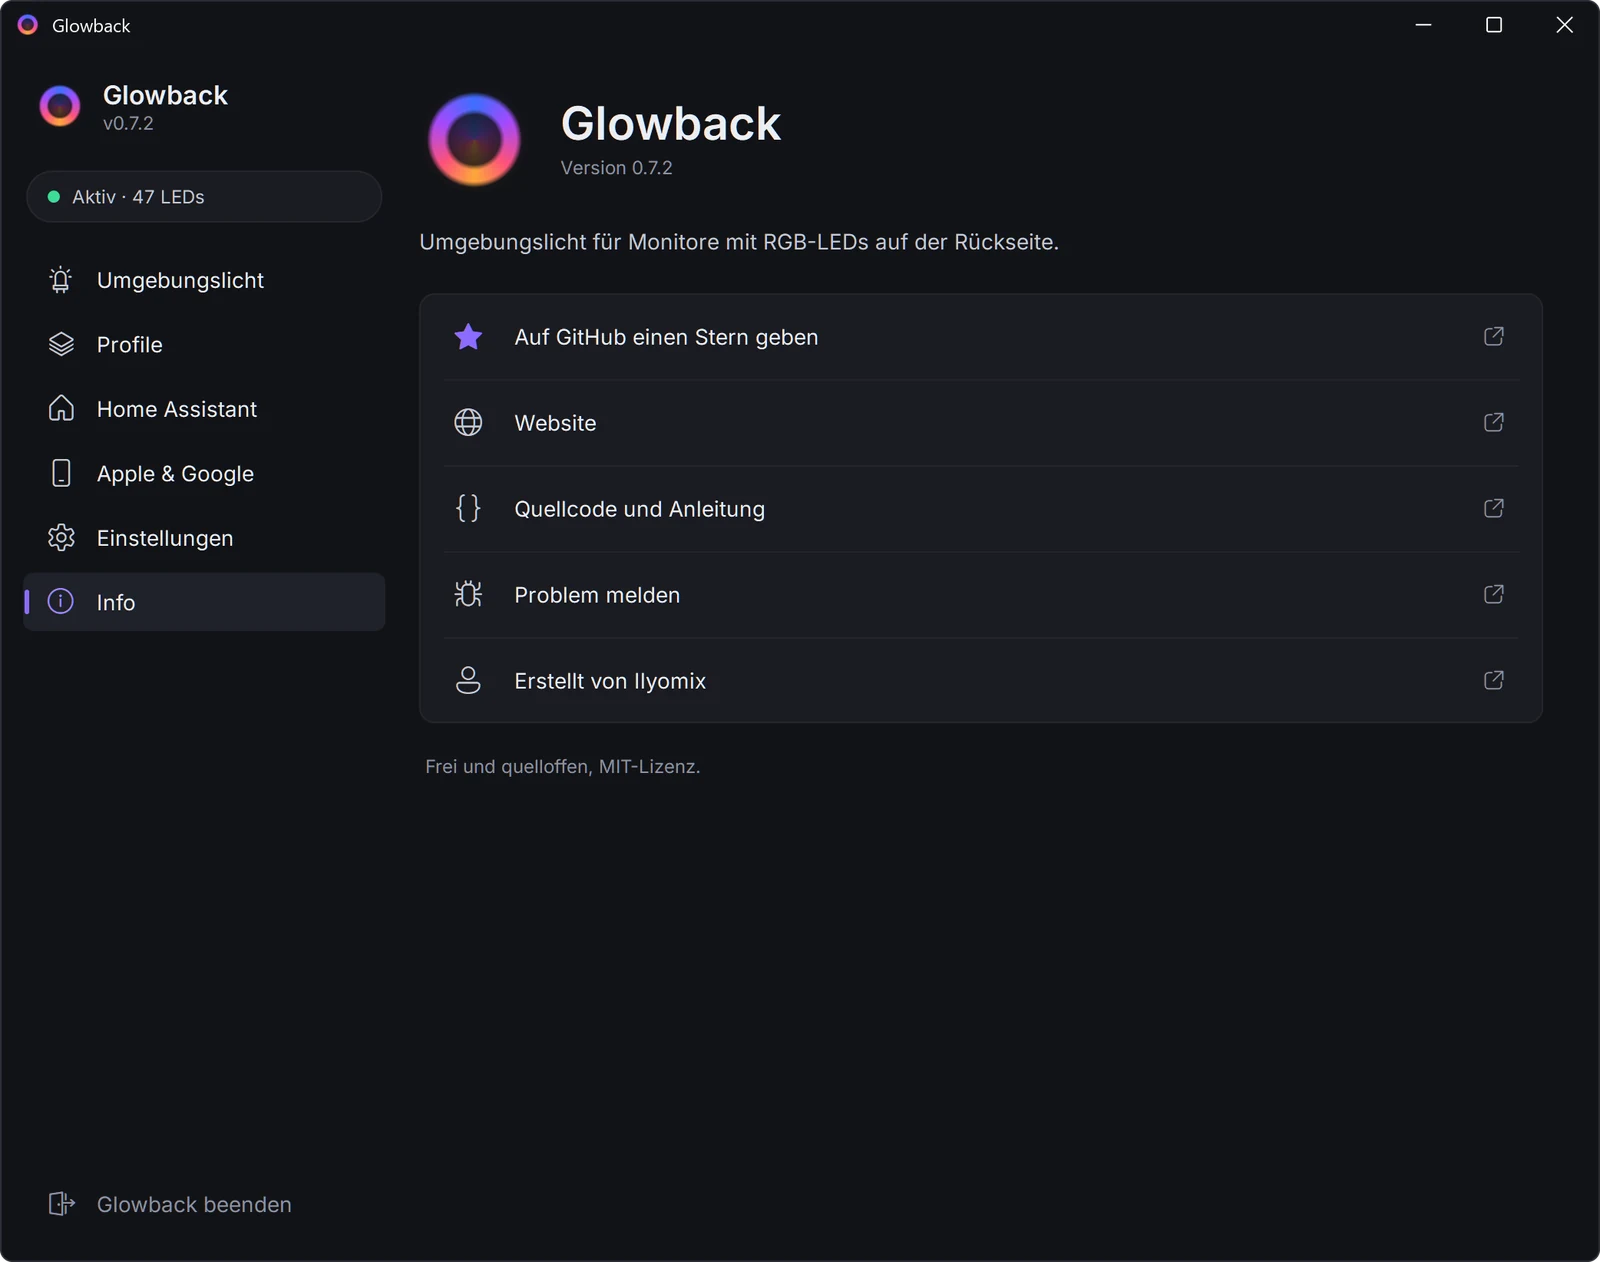 Glowback
Glowback
v0.7.2
Aktiv · 47 LEDs
Umgebungslicht
Profile
Home Assistant
Apple & Google
Einstellungen
Info
Glowback beenden
Glowback
Version 0.7.2
Umgebungslicht für Monitore mit RGB-LEDs auf der Rückseite.
Auf GitHub einen Stern geben
Website
Quellcode und Anleitung
Problem melden
Erstellt von Ilyomix
Frei und quelloffen, MIT-Lizenz.